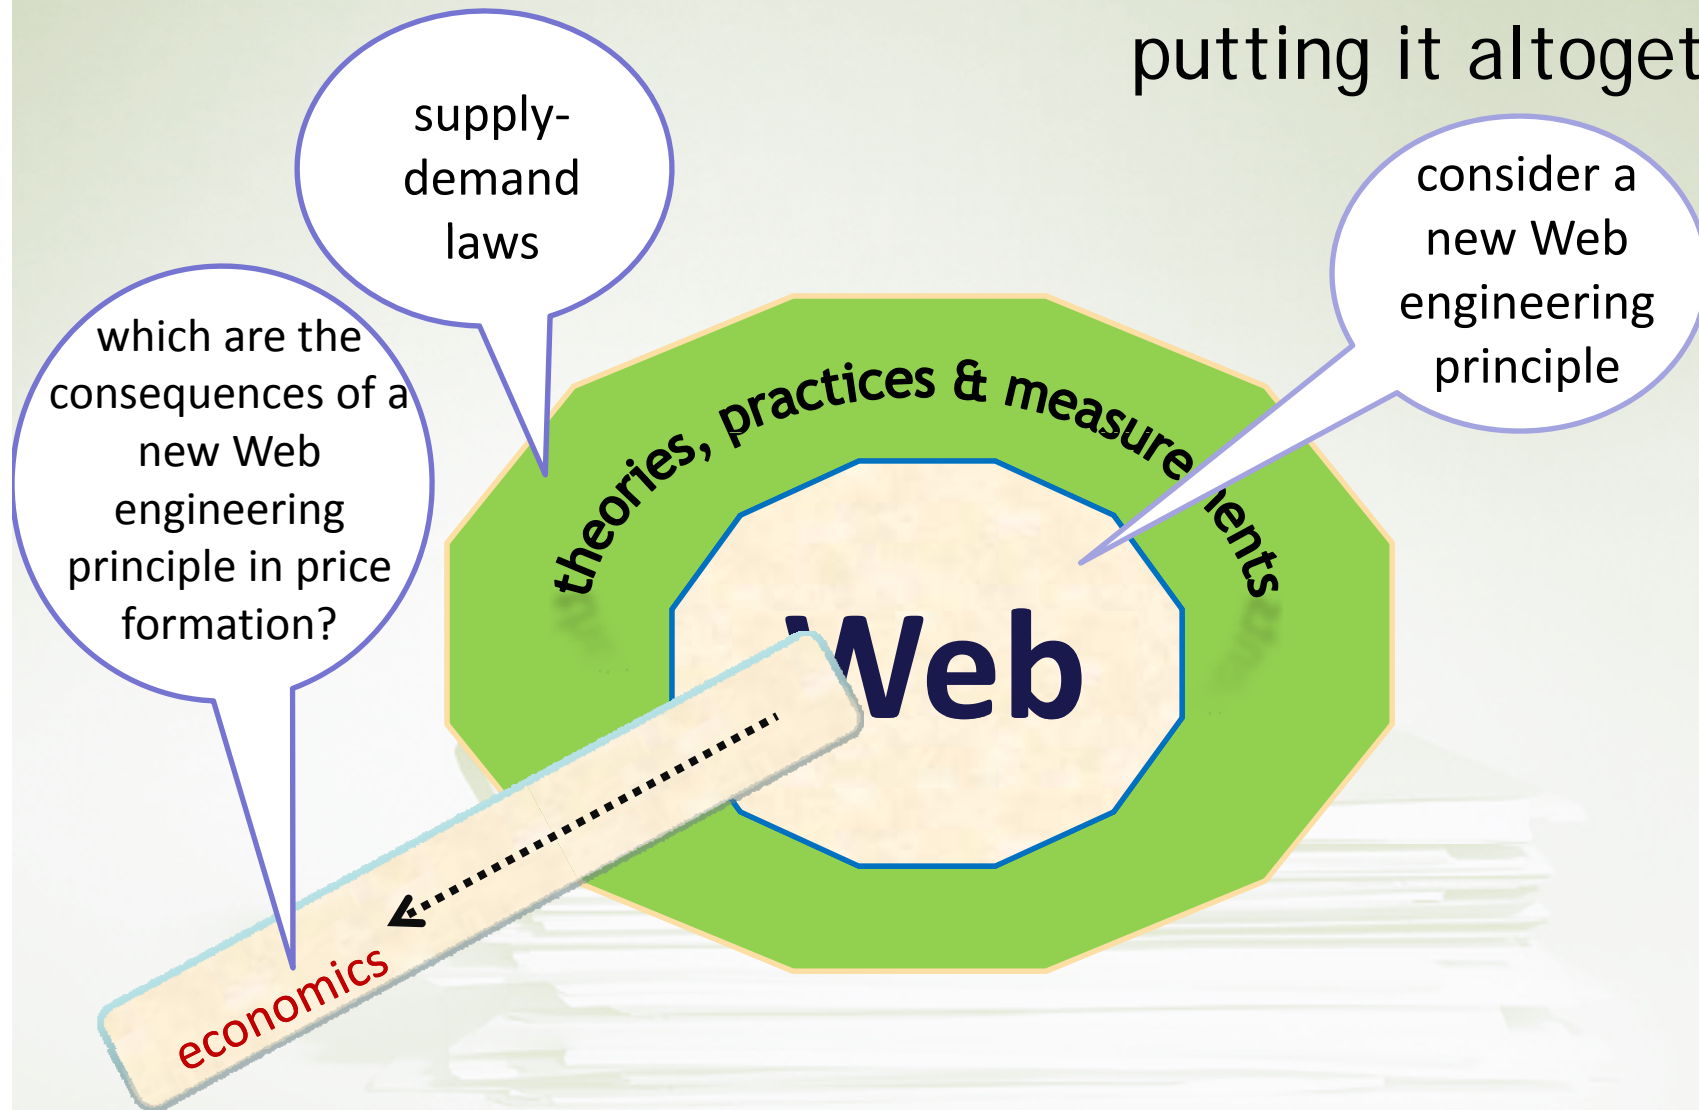 putting it altoget
supply-
demand
laws
consider a
new Web
engineering
principle
which are the
consequences of a
new Web
engineering
principle in price
formation?
theories, practices & measurements
Web
economics